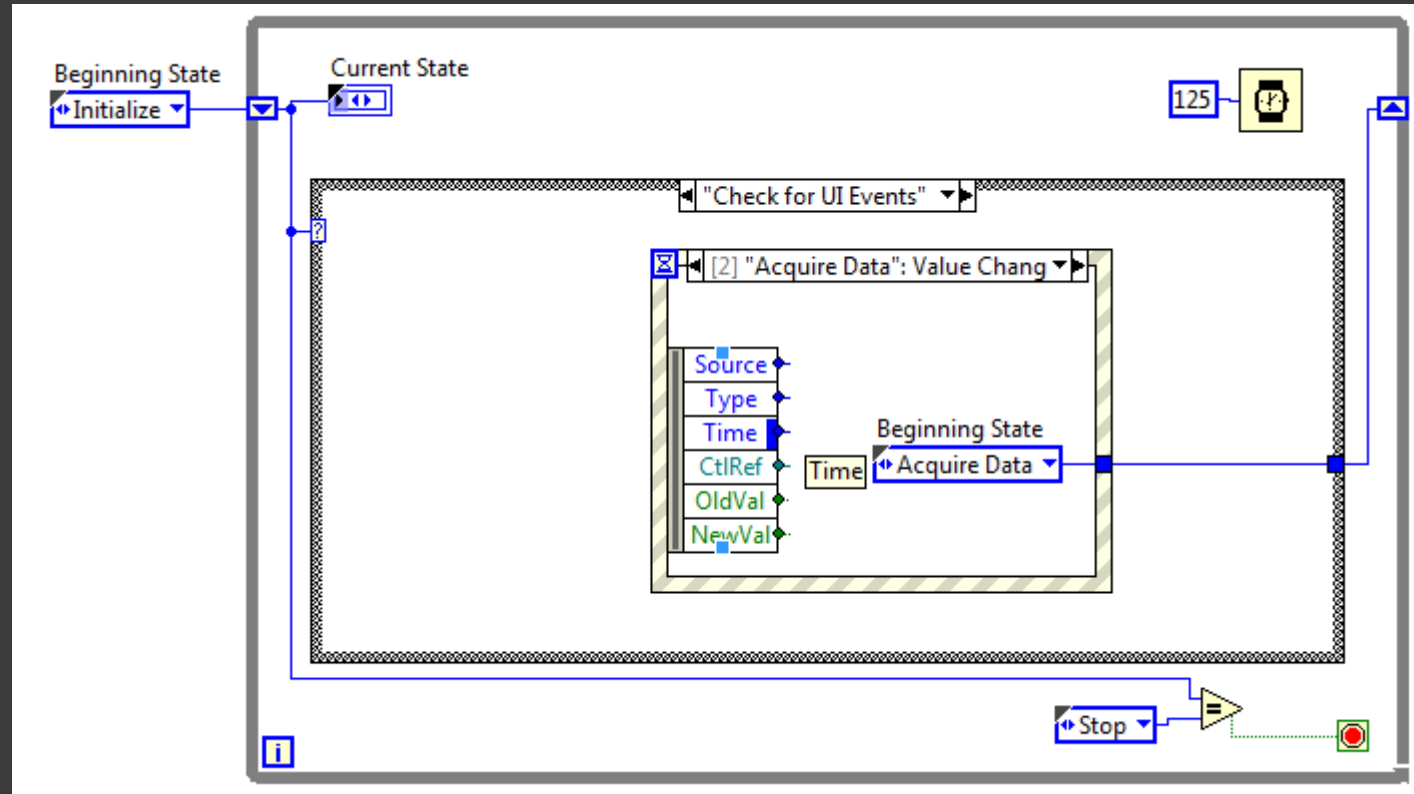 Beginning State
Initialize
Current State
125
"Check for UI Events"
?
[2] "Acquire Data": Value Chang
Source
Type
Time
CtlRef
OldVal
NewVal
Time
Beginning State
Acquire Data
=
Stop
i